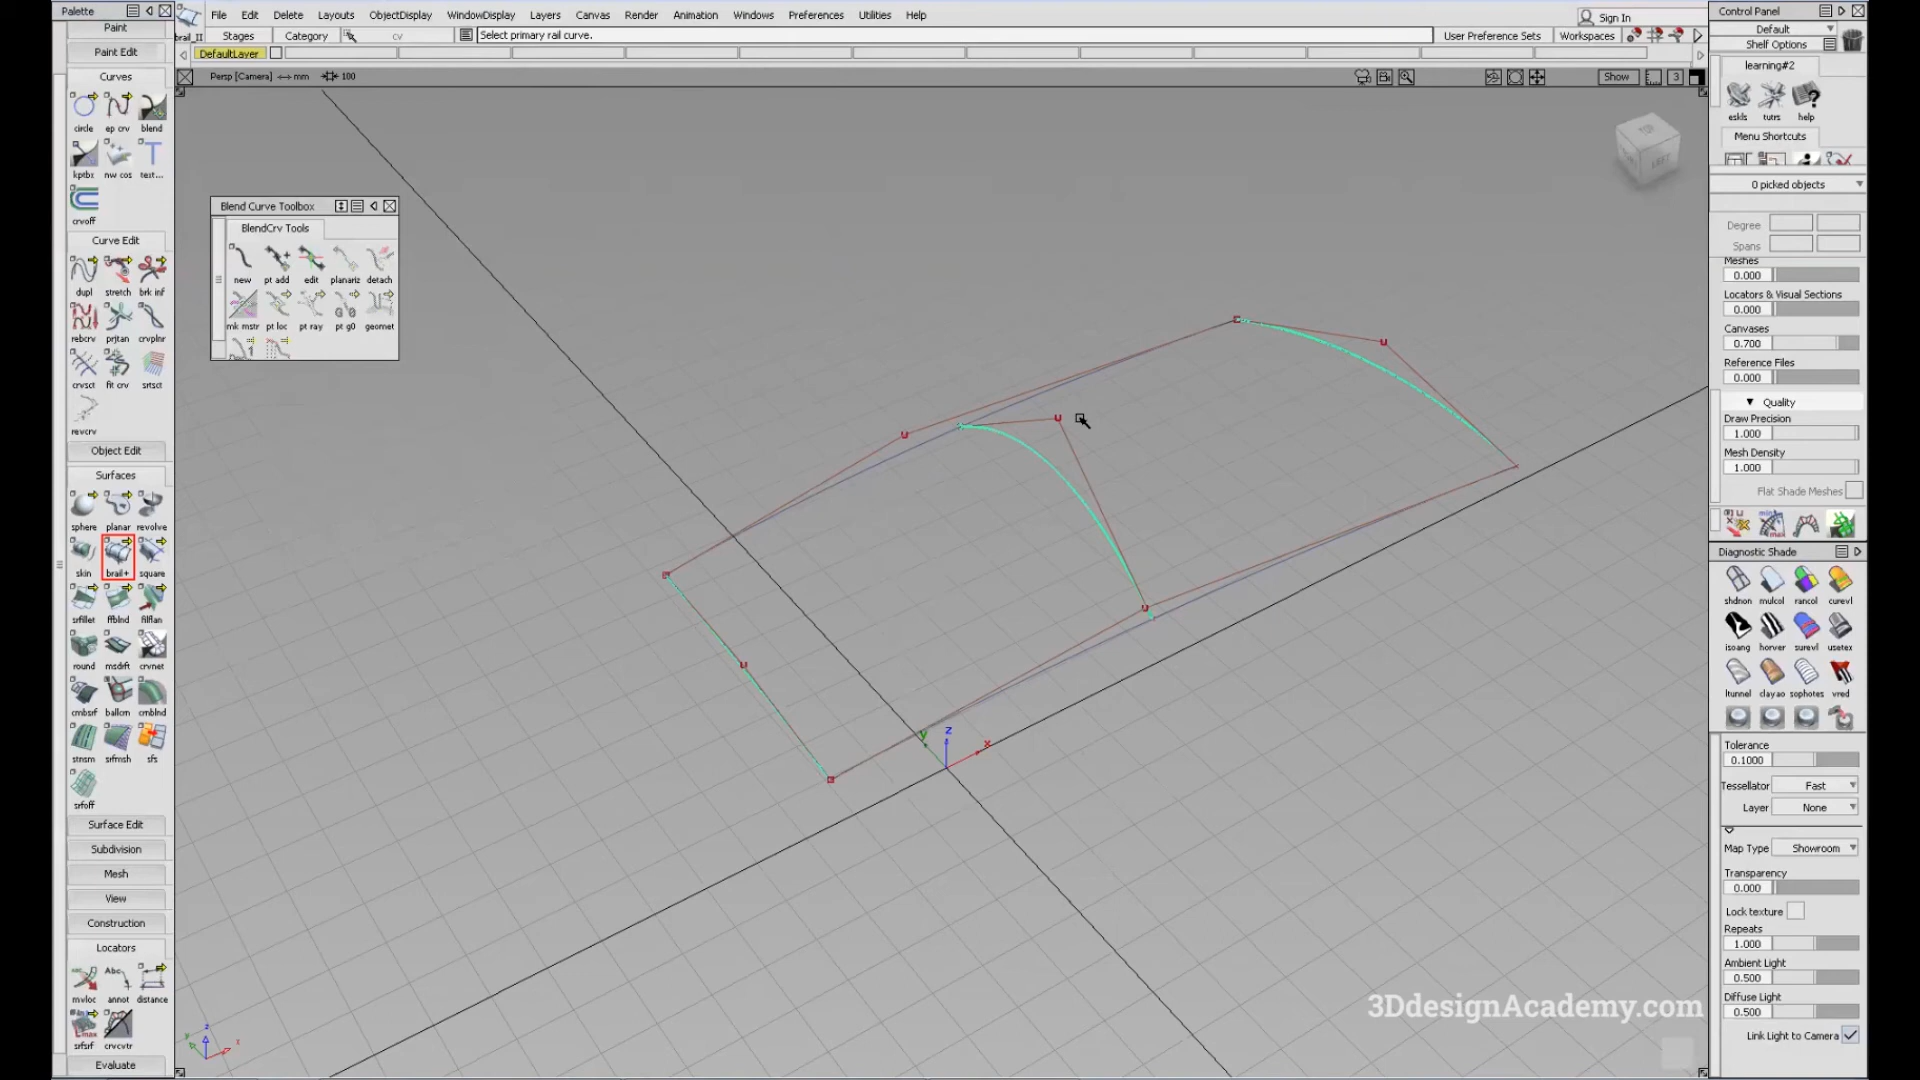 Palette
Paint
Paint Edit
Curves
circle
ep crv
blend
kptbx
nw cos
text...
crvoff
Curve Edit
dupl
stretch
brk inf
rebcrv
prjtan
crvplnr
crvsct
fit crv
srtsct
revcrv
Object Edit
Surfaces
sphere
planar
revolve
skin
brail+
square
srfillet
ffblnd
filflan
round
msdrft
crvnet
cmbsrf
ballcrn
cmblnd
stnsm
srfmsh
sfs
srfoff
Surface Edit
Subdivision
Mesh
View
Construction
Locators
mvloc
annot
distance
srfsrf
crvcvtr
Evaluate
brail_II
File Edit Delete Layouts ObjectDisplay WindowDisplay Layers Canvas Render Animation Windows Preferences Utilities Help
Sign In
Stages
Category
cv
Select primary rail curve.
User Preference Sets
Workspaces
DefaultLayer
Persp [Camera] mm 100
Show
3
Blend Curve Toolbox
BlendCrv Tools
new
pt add
edit
planariz
detach
mk mstr
pt loc
pt ray
pt g0
geomet
z
y
x
LEFT
3DdesignAcademy.com
Control Panel
Default
Shelf Options
learning#2
eskls
tutrs
help
Menu Shortcuts
0 picked objects
Degree
Spans
Meshes
0.000
Locators & Visual Sections
0.000
Canvases
0.700
Reference Files
0.000
Quality
Draw Precision
1.000
Mesh Density
1.000
Flat Shade Meshes
Diagnostic Shade
shdnon
mulcol
rancol
curevl
isoang
horver
surevl
usetex
ltunnel
clayao
sophotes
vred
Tolerance
0.1000
Tessellator
Fast
Layer
None
Map Type
Showroom
Transparency
0.000
Lock texture
Repeats
1.000
Ambient Light
0.500
Diffuse Light
0.500
Link Light to Camera